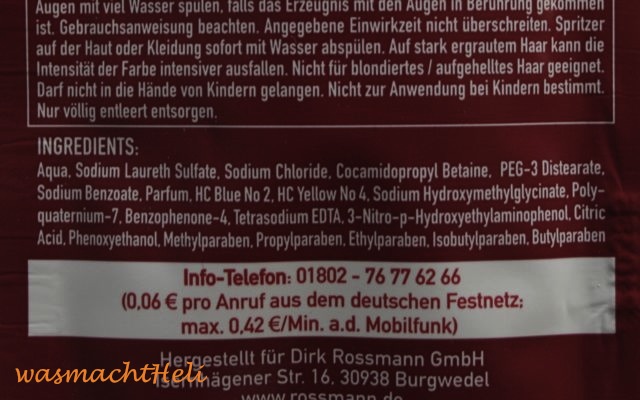 Augen mit viel Wasser spülen, falls das Erzeugnis mit den Augen in Berührung gekommen
ist. Gebrauchsanweisung beachten. Angegebene Einwirkzeit nicht überschreiten. Spritzer
auf der Haut oder Kleidung sofort mit Wasser abspülen. Auf stark ergrautem Haar kann die
Intensität der Farbe intensiver ausfallen. Nicht für blondiertes / aufgehelltes Haar geeignet.
Darf nicht in die Hände von Kindern gelangen. Nicht zur Anwendung bei Kindern bestimmt.
Nur völlig entleert entsorgen.
INGREDIENTS:
Aqua, Sodium Laureth Sulfate, Sodium Chloride, Cocamidopropyl Betaine, PEG-3 Distearate,
Sodium Benzoate, Parfum, HC Blue No 2, HC Yellow No 4, Sodium Hydroxymethylglycinate, Poly-
quaternium-7, Benzophenone-4, Tetrasodium EDTA, 3-Nitro-p-Hydroxyethylaminophenol, Citric
Acid, Phenoxyethanol, Methylparaben, Propylparaben, Ethylparaben, Isobutylparaben, Butylparaben
Info-Telefon: 01802 - 76 77 62 66
(0,06 € pro Anruf aus dem deutschen Festnetz;
max. 0,42 €/Min. a.d. Mobilfunk)
Hergestellt für Dirk Rossmann GmbH
Isernhägener Str. 16, 30938 Burgwedel
www.rossmann.de
wasmachtHeli